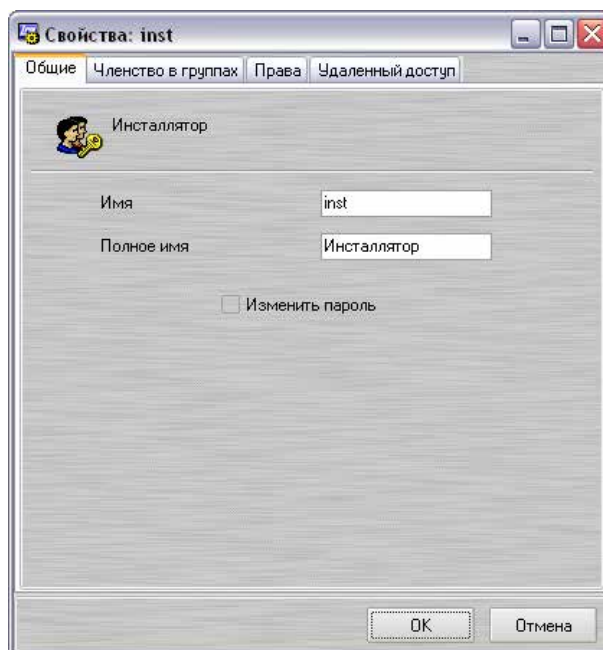 Свойства: inst
Общие Членство в группах Права Удаленный доступ
Инсталлятор
Имя inst
Полное имя Инсталлятор
Изменить пароль
OK Отмена